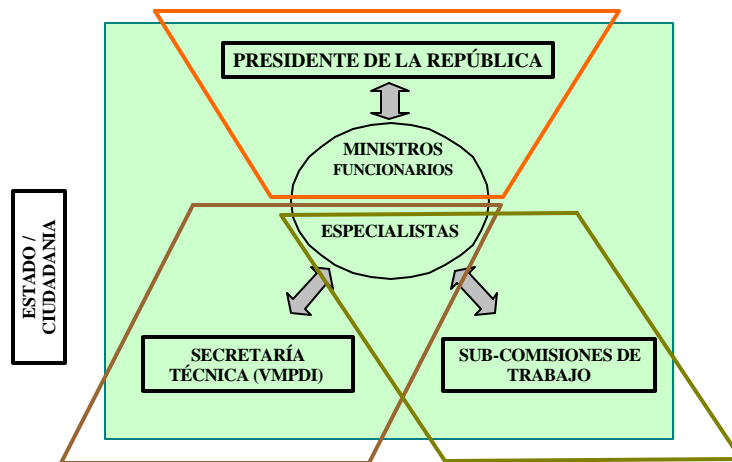 PRESIDENTE DE LA REPÚBLICA
MINISTROS
FUNCIONARIOS
ESPECIALISTAS
ESTADO /
CIUDADANIA
SECRETARÍA
TÉCNICA (VMPDI)
SUB-COMISIONES DE
TRABAJO